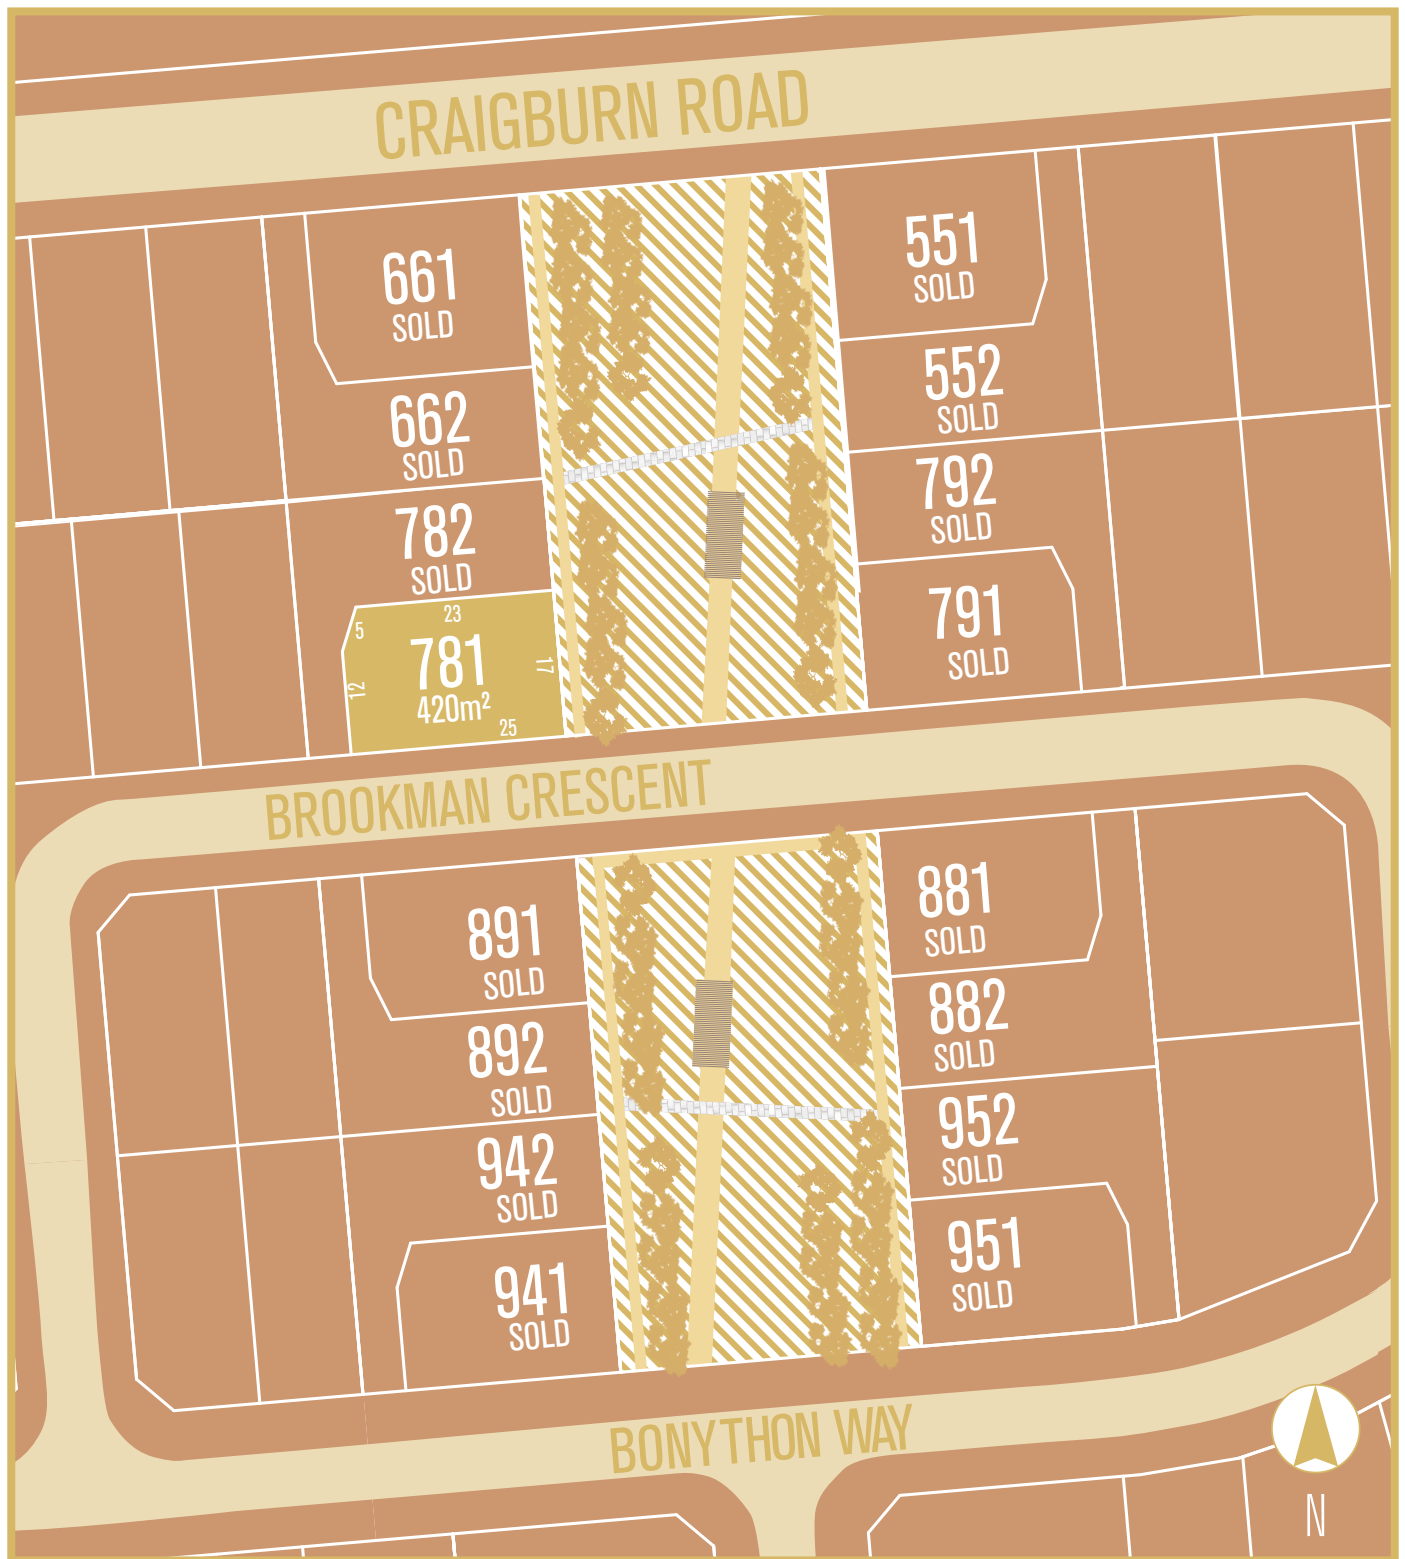 CRAIGBURN ROAD
661
SOLD
551
SOLD
662
SOLD
552
SOLD
782
SOLD
792
SOLD
23
5
781
17
12
420m²
25
791
SOLD
BROOKMAN CRESCENT
891
SOLD
881
SOLD
892
SOLD
882
SOLD
942
SOLD
952
SOLD
941
SOLD
951
SOLD
BONYTHON WAY
N